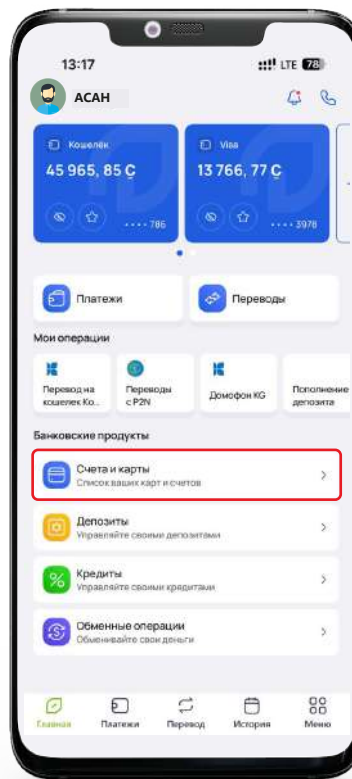 13:17
LTE 78
АСАН
Кошелёк
45 965, 85 С
•••• 786
Visa
13 766, 77 С
•••• 3978
Платежи
Переводы
Мои операции
Перевод на кошелек Ко...
Переводы с P2N
Домофон KG
Пополнение депозита
Банковские продукты
Счета и карты
Список ваших карт и счетов
Депозиты
Управляйте своими депозитами
Кредиты
Управляйте своими кредитами
Обменные операции
Обменивайте свои деньги
Главная
Платежи
Перевод
История
Меню